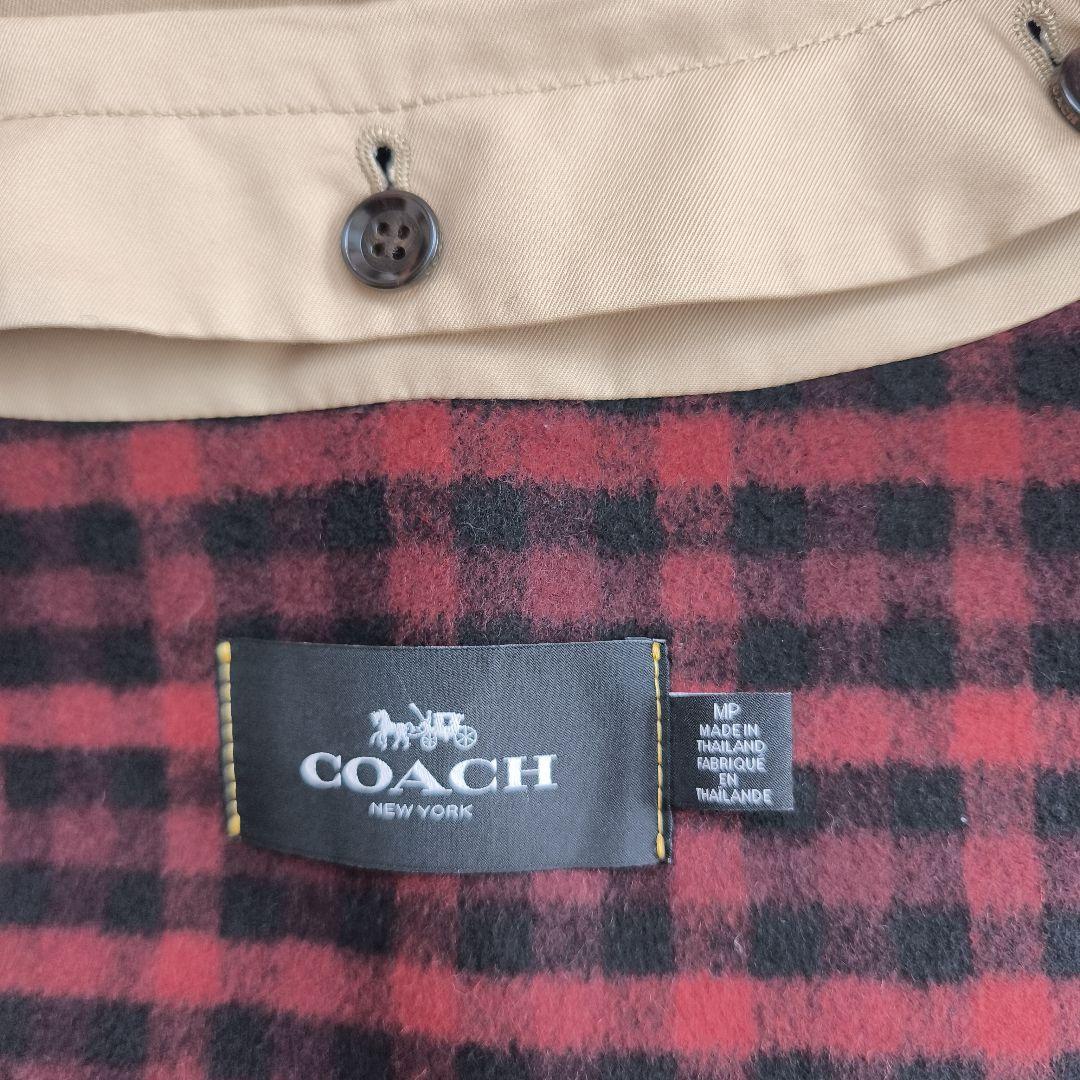 COACH
NEW YORK
MP
MADE IN
THAILAND
FABRIQUÉ
EN
THAÏLANDE